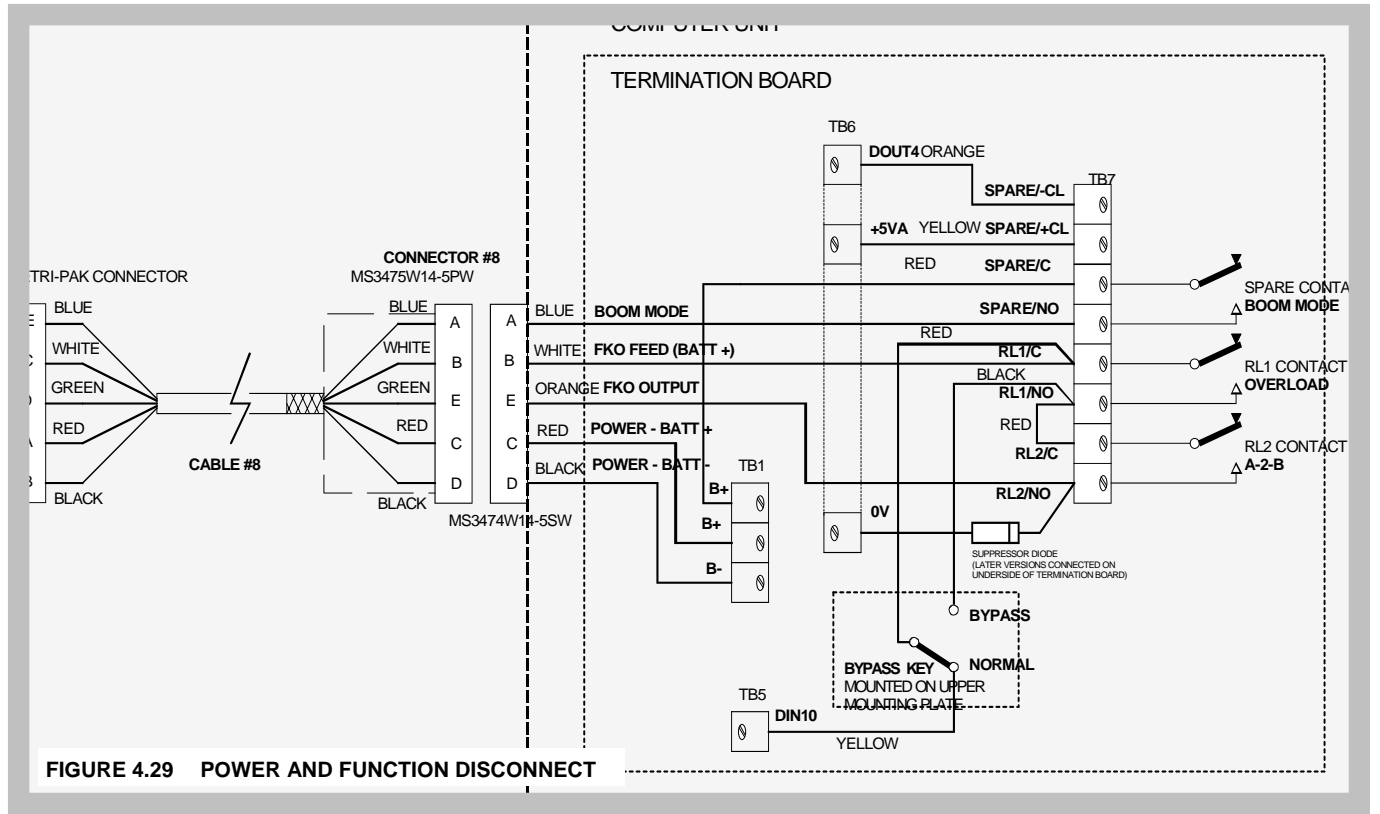 COMPUTER UNIT
TERMINATION BOARD
TB6
DOUT4 ORANGE
SPARE/-CL
TB7
+5VA YELLOW SPARE/+CL
RED SPARE/C
SPARE CONTA
BOOM MODE
SPARE/NO
RED
RL1/C
RL1 CONTACT
OVERLOAD
BLACK
RL1/NO
RED
RL2/C
RL2 CONTACT
A-2-B
RL2/NO
0V
SUPPRESSOR DIODE
(LATER VERSIONS CONNECTED ON
UNDERSIDE OF TERMINATION BOARD)
CONNECTOR #8
MS3475W14-5PW
TRI-PAK CONNECTOR
BLUE
WHITE
GREEN
RED
BLACK
CABLE #8
BLUE
WHITE
GREEN
RED
BLACK
A
B
E
C
D
A
B
E
C
D
MS3474W14-5SW
BLUE BOOM MODE
WHITE FKO FEED (BATT +)
ORANGE FKO OUTPUT
RED POWER - BATT +
BLACK POWER - BATT -
TB1
B+
B+
B-
BYPASS
NORMAL
BYPASS KEY
MOUNTED ON UPPER
MOUNTING PLATE
TB5
DIN10
YELLOW
FIGURE 4.29 POWER AND FUNCTION DISCONNECT